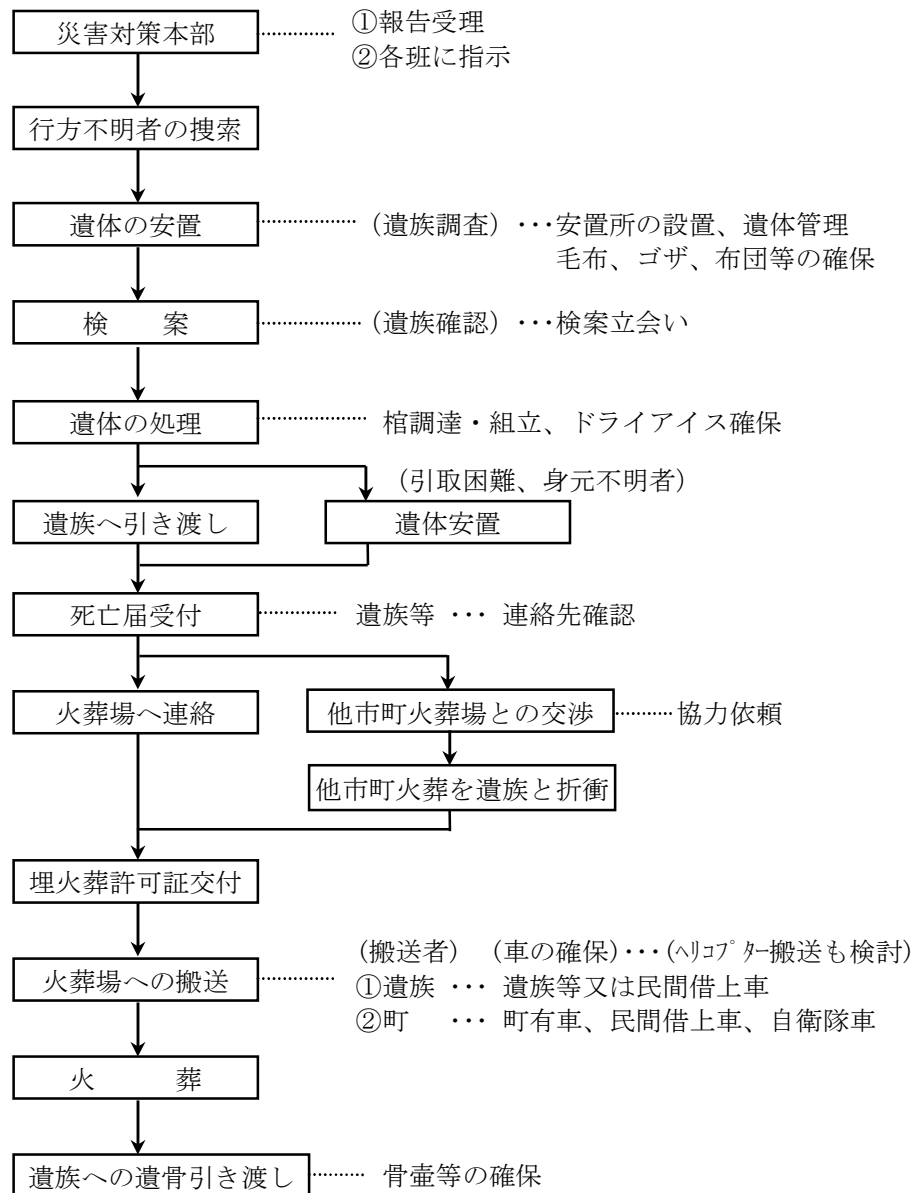 災害対策本部
①報告受理
②各班に指示
行方不明者の捜索
遺体の安置
(遺族調査)・・・安置所の設置、遺体管理
毛布、ゴザ、布団等の確保
検　　案
(遺族確認)・・・検案立会い
遺体の処理
棺調達・組立、ドライアイス確保
(引取困難、身元不明者)
遺族へ引き渡し
遺体安置
死亡届受付
遺族等 ・・・ 連絡先確認
火葬場へ連絡
他市町火葬場との交渉
協力依頼
他市町火葬を遺族と折衝
埋火葬許可証交付
(搬送者)　(車の確保)・・・(ﾍﾘｺﾌﾟﾀｰ搬送も検討)
火葬場への搬送
①遺族 ・・・ 遺族等又は民間借上車
②町　・・・ 町有車、民間借上車、自衛隊車
火　　葬
遺族への遺骨引き渡し
骨壷等の確保